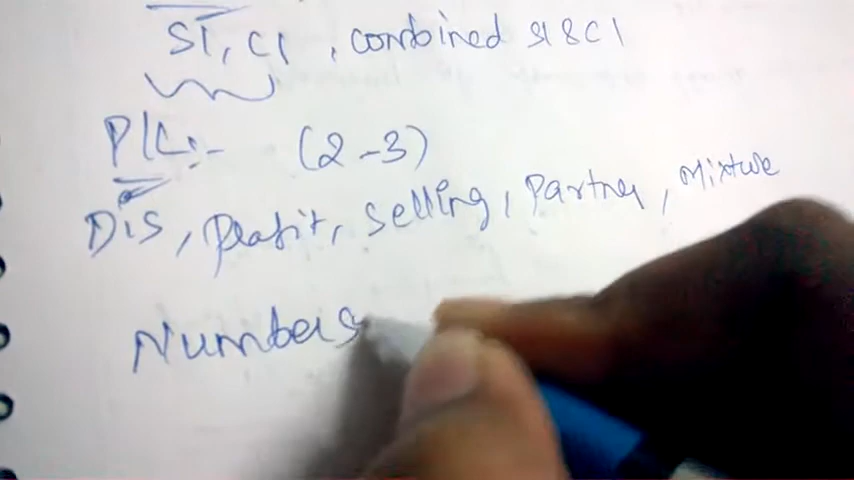 SI, CI, combined SI & CI
P/L:- (2-3)
Dis, Profit, Selling, Partner, Mixture
Numbers